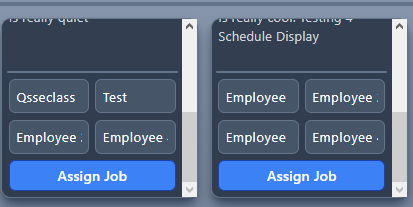 is really quiet
Qsseclass Test
Employee Employee
Assign Job
is really cool. Testing 4
Schedule Display
Employee Employee
Employee Employee
Assign Job